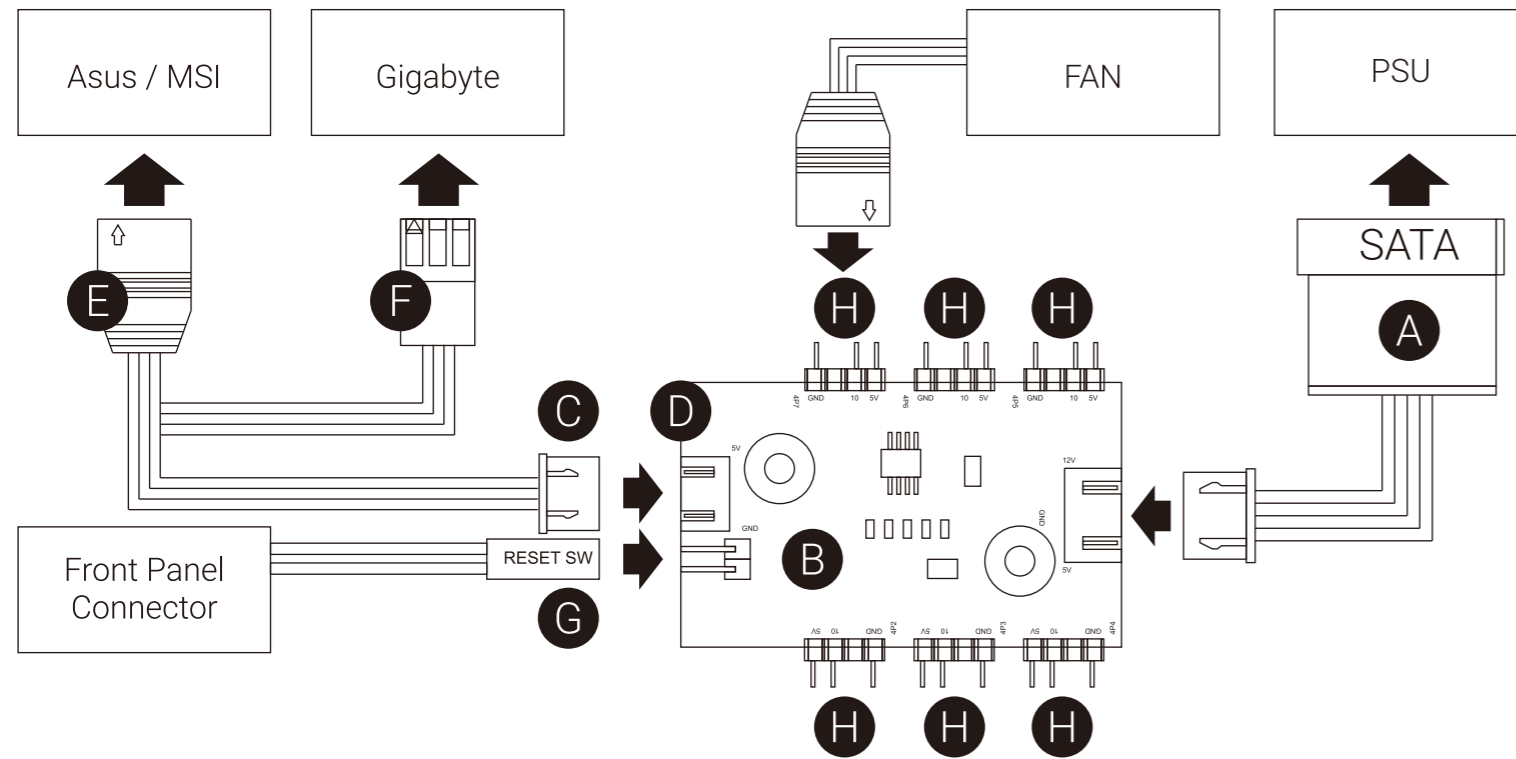 Asus / MSI
Gigabyte
FAN
PSU
SATA
E
F
H
H
H
A
C
D
4P7
GND
10
5V
4P6
GND
10
5V
4P5
GND
10
5V
5V
12V
GND
GND
5V
B
RESET SW
Front Panel
Connector
G
5V
10
GND
4P2
5V
10
GND
4P3
5V
10
GND
4P4
H
H
H